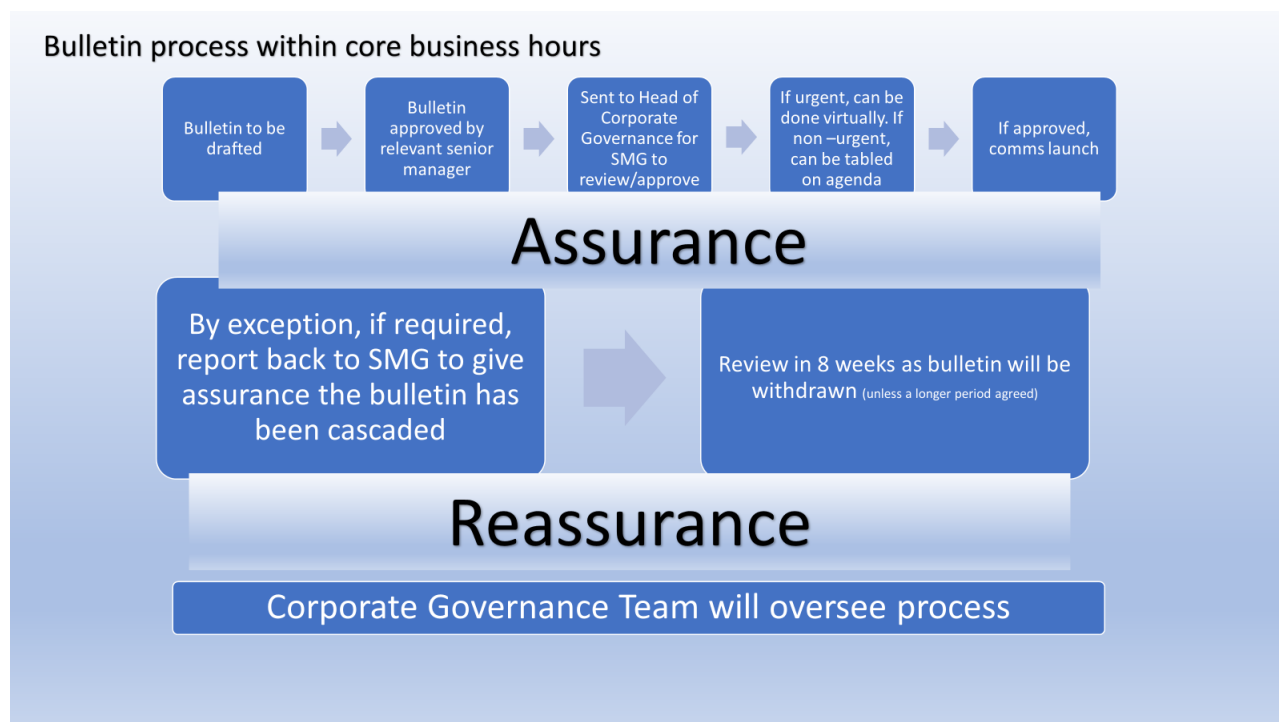 Bulletin process within core business hours
Bulletin to be
drafted
Bulletin
approved by
relevant senior
manager
Sent to Head of
Corporate
Governance for
SMG to
review/approve
If urgent, can be
done virtually. If
non –urgent,
can be tabled
on agenda
If approved,
comms launch
Assurance
By exception, if required,
report back to SMG to give
assurance the bulletin has
been cascaded
Review in 8 weeks as bulletin will be
withdrawn (unless a longer period agreed)
Reassurance
Corporate Governance Team will oversee process